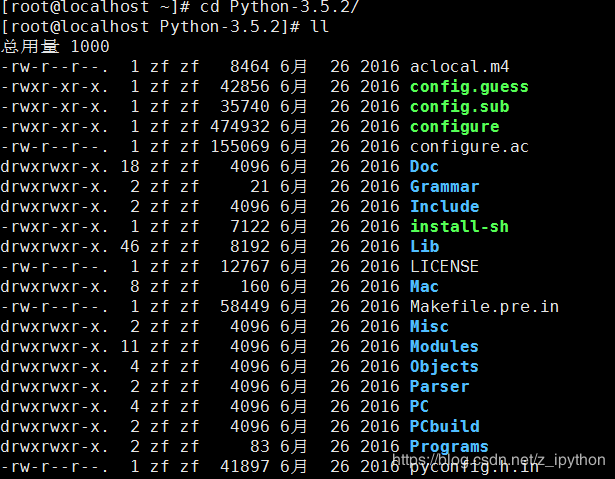 [root@localhost ~]# cd Python-3.5.2/
[root@localhost Python-3.5.2]# ll
总用量 1000
-rw-r--r--.  1 zf zf   8464 6月  26 2016 aclocal.m4
-rwxr-xr-x.  1 zf zf  42856 6月  26 2016 config.guess
-rwxr-xr-x.  1 zf zf  35740 6月  26 2016 config.sub
-rwxr-xr-x.  1 zf zf 474932 6月  26 2016 configure
-rw-r--r--.  1 zf zf 155069 6月  26 2016 configure.ac
drwxrwxr-x. 18 zf zf   4096 6月  26 2016 Doc
drwxrwxr-x.  2 zf zf     21 6月  26 2016 Grammar
drwxrwxr-x.  2 zf zf   4096 6月  26 2016 Include
-rwxr-xr-x.  1 zf zf   7122 6月  26 2016 install-sh
drwxrwxr-x. 46 zf zf   8192 6月  26 2016 Lib
-rw-r--r--.  1 zf zf  12767 6月  26 2016 LICENSE
drwxrwxr-x.  8 zf zf    160 6月  26 2016 Mac
-rw-r--r--.  1 zf zf  58449 6月  26 2016 Makefile.pre.in
drwxrwxr-x.  2 zf zf   4096 6月  26 2016 Misc
drwxrwxr-x. 11 zf zf   4096 6月  26 2016 Modules
drwxrwxr-x.  4 zf zf   4096 6月  26 2016 Objects
drwxrwxr-x.  2 zf zf   4096 6月  26 2016 Parser
drwxrwxr-x.  4 zf zf   4096 6月  26 2016 PC
drwxrwxr-x.  2 zf zf   4096 6月  26 2016 PCbuild
drwxrwxr-x.  2 zf zf     83 6月  26 2016 Programs
-rw-r--r--.  1 zf zf  41897 6月  26 2016 pyconfig.h.in
https://blog.csdn.net/z_ipython